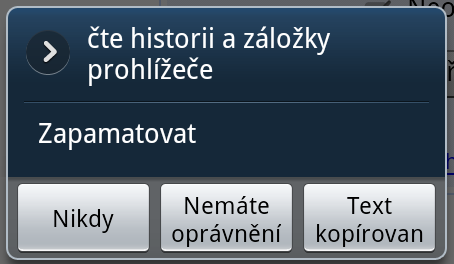 čte historii a záložky
prohlížeče
Zapamatovat
Nikdy
Nemáte
oprávnění
Text
kopírovan